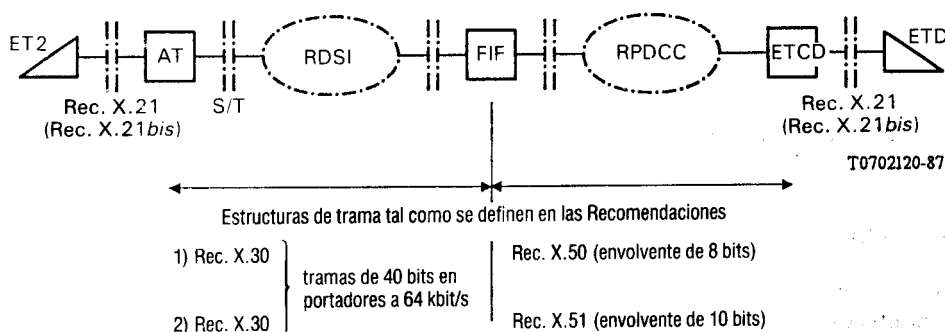 ET2
AT
RDSI
FIF
RPDCC
ETCD
ETD
S/T
Rec. X.21
(Rec. X.21bis)
Rec. X.21
(Rec. X.21bis)
T0702120-87
Estructuras de trama tal como se definen en las Recomendaciones
1) Rec. X.30
tramas de 40 bits en
portadores a 64 kbit/s
2) Rec. X.30
Rec. X.50 (envolvente de 8 bits)
Rec. X.51 (envolvente de 10 bits)